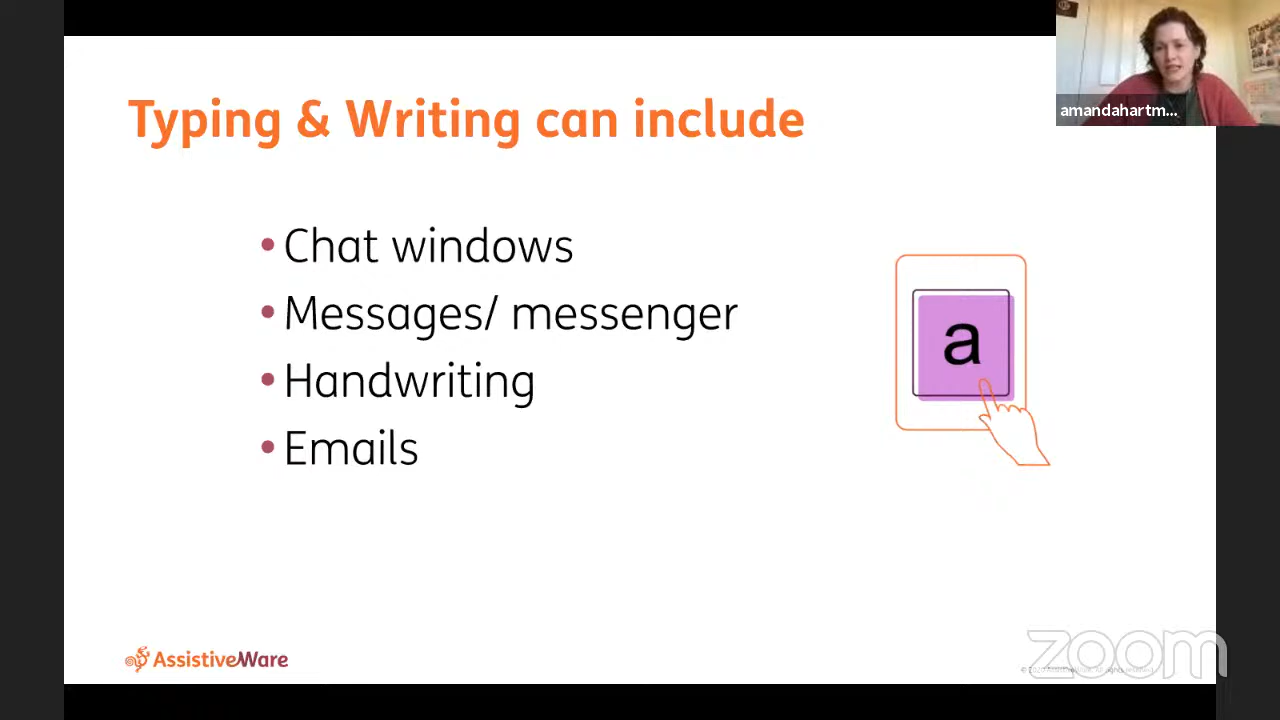 Typing & Writing can include
amandahartm...
• Chat windows
• Messages/ messenger
• Handwriting
• Emails
a
AssistiveWare
zoom